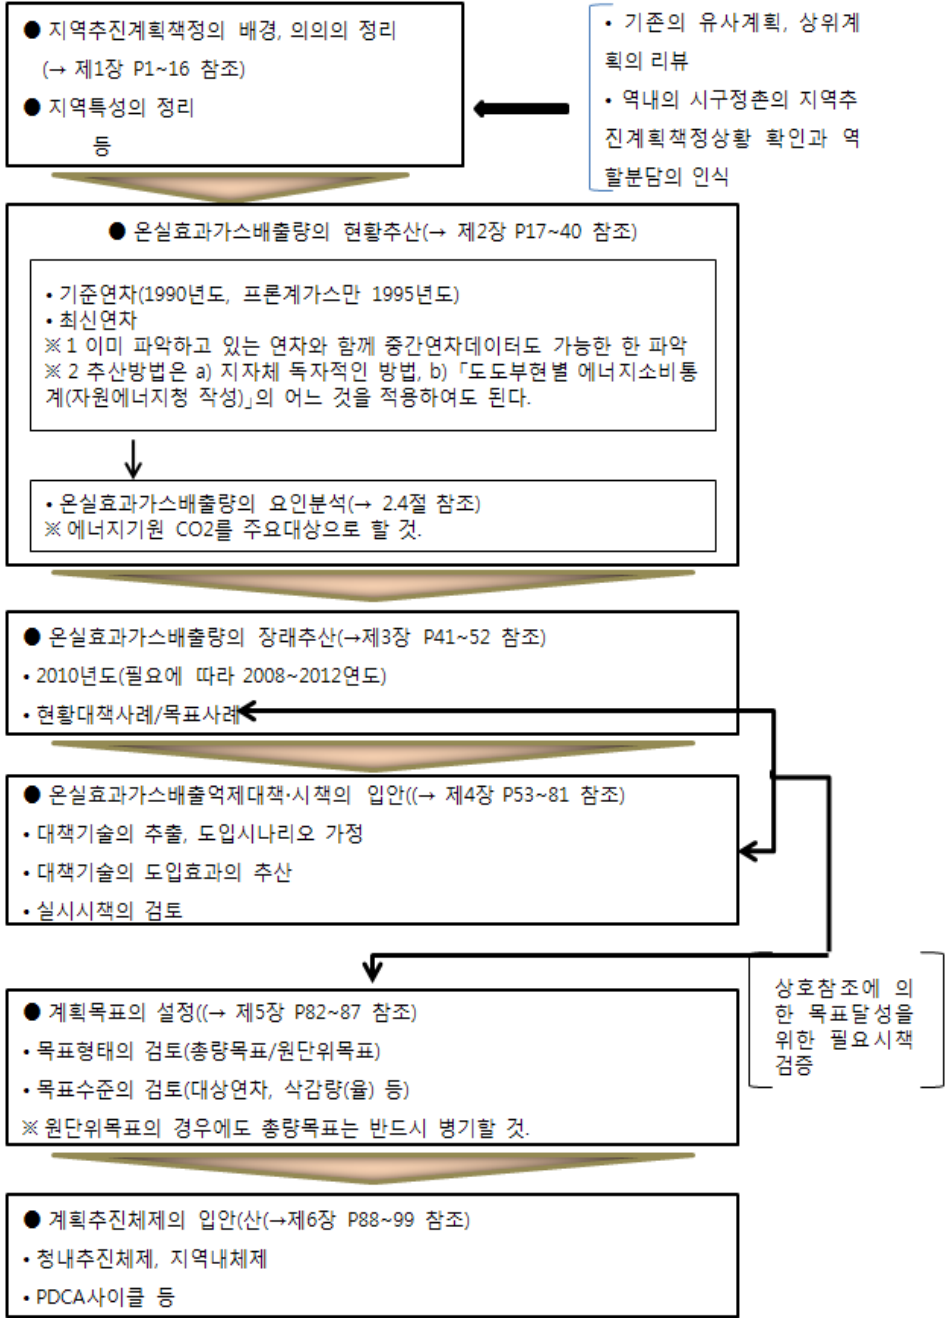 ● 지역추진계획책정의 배경, 의의의 정리
(→ 제1장 P1~16 참조)
● 지역특성의 정리
등
• 기존의 유사계획, 상위계
획의 리뷰
• 역내의 시구정촌의 지역추
진계획책정상황 확인과 역
할분담의 인식
● 온실효과가스배출량의 현황추산(→ 제2장 P17~40 참조)
• 기준연차(1990년도, 프론계가스만 1995년도)
• 최신연차
※ 1 이미 파악하고 있는 연차와 함께 중간연차데이터도 가능한 한 파악
※ 2 추산방법은 a) 지자체 독자적인 방법, b) ｢도도부현별 에너지소비통
계(자원에너지청 작성)｣의 어느 것을 적용하여도 된다.
• 온실효과가스배출량의 요인분석(→ 2.4절 참조)
※ 에너지기원 CO2를 주요대상으로 할 것.
● 온실효과가스배출량의 장래추산(→제3장 P41~52 참조)
• 2010년도(필요에 따라 2008~2012연도)
• 현황대책사례/목표사례
● 온실효과가스배출억제대책·시책의 입안((→ 제4장 P53~81 참조)
• 대책기술의 추출, 도입시나리오 가정
• 대책기술의 도입효과의 추산
• 실시시책의 검토
● 계획목표의 설정((→ 제5장 P82~87 참조)
• 목표형태의 검토(총량목표/원단위목표)
• 목표수준의 검토(대상연차, 삭감량(율) 등)
※ 원단위목표의 경우에도 총량목표는 반드시 병기할 것.
상호참조에 의
한 목표달성을
위한 필요시책
검증
● 계획추진체제의 입안(산(→제6장 P88~99 참조)
• 청내추진체제, 지역내체제
• PDCA사이클 등